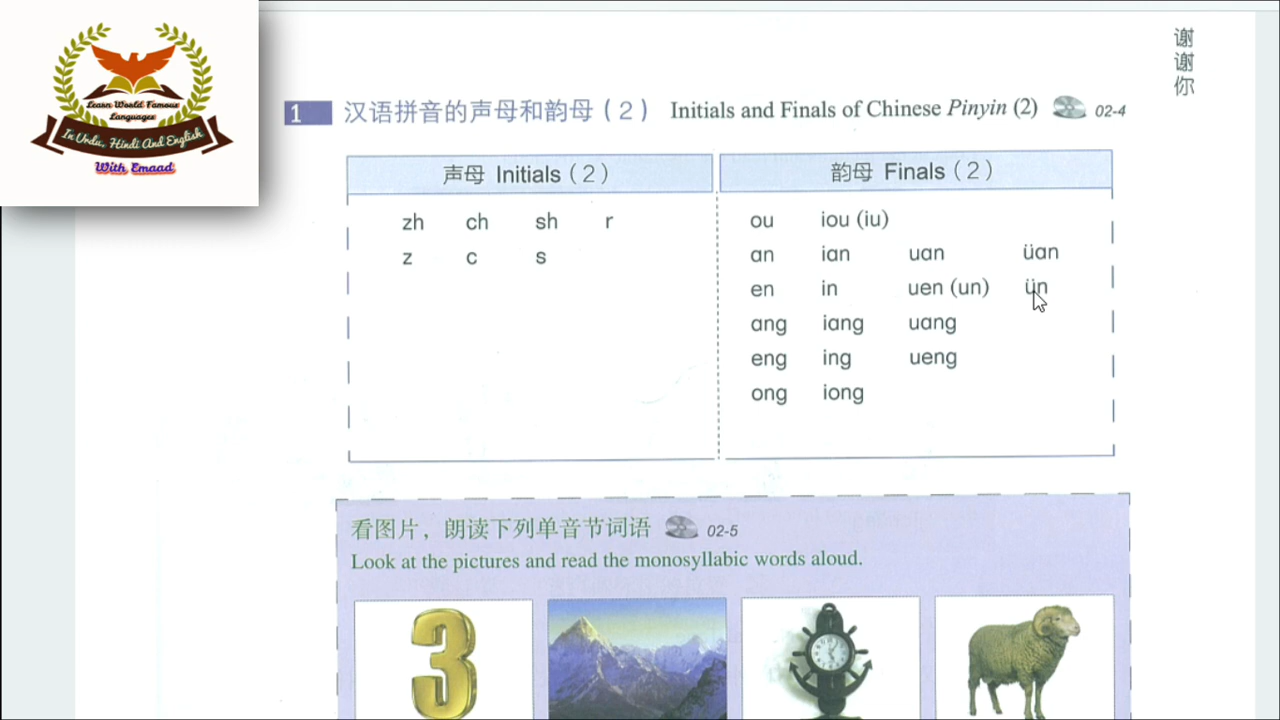 Learn World Famous
Languages
In Urdu, Hindi And English
With Emaad
谢
谢
你
1 汉语拼音的声母和韵母（2） Initials and Finals of Chinese Pinyin (2) 02-4
声母 Initials（2）
zh ch sh r
z c s
韵母 Finals（2）
ou iou (iu)
an ian uan üan
en in uen (un) ün
ang iang uang
eng ing ueng
ong iong
看图片，朗读下列单音节词语 02-5
Look at the pictures and read the monosyllabic words aloud.
3